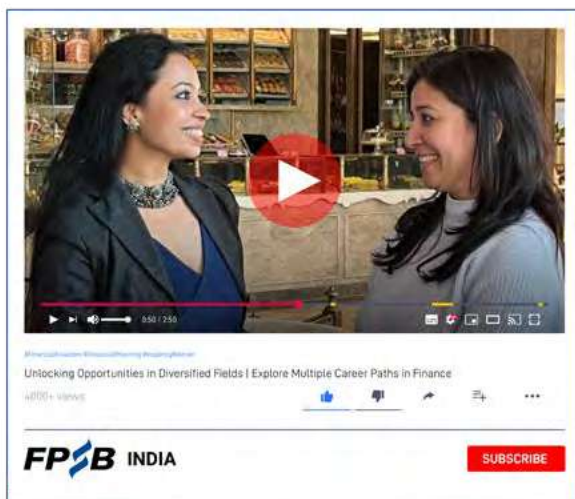 0:50 / 2:50
#FinancialFreedom #FinancialPlanning #InspiringWomen
Unlocking Opportunities in Diversified Fields | Explore Multiple Career Paths in Finance
4000+ views
FPSB INDIA
SUBSCRIBE